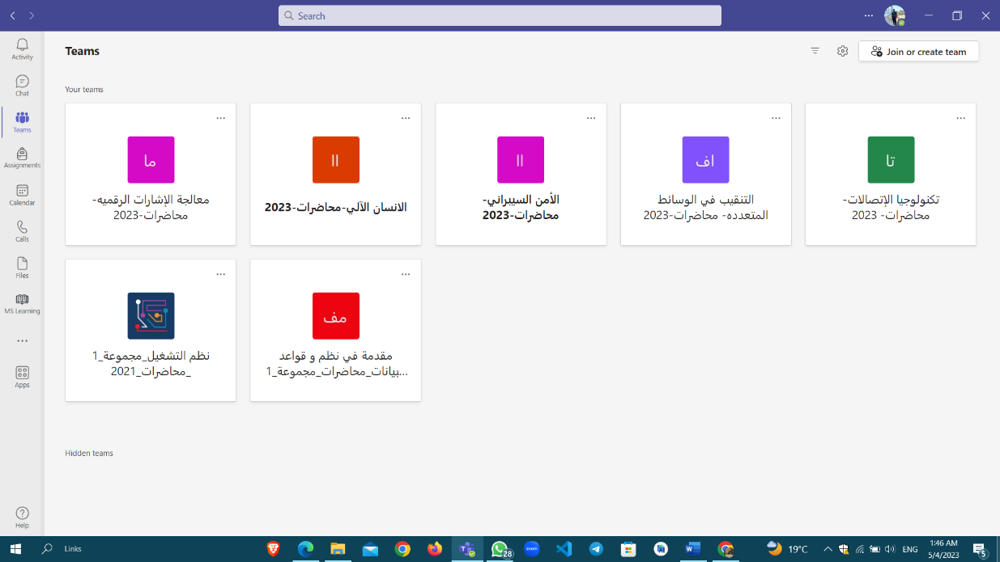 Search
Activity
Chat
Teams
Assignments
Calendar
Calls
Files
MS Learning
Apps
Help
Teams
Join or create team
Your teams
ما
معالجة الإشارات الرقميه-
محاضرات-2023
اا
الانسان الآلي-محاضرات-2023
اا
الأمن السيبراني-
محاضرات-2023
اف
التنقيب في الوسائط
المتعدده- محاضرات-2023
تا
تكنولوجيا الإتصالات-
محاضرات- 2023
نظم التشغيل_مجموعة_1
_محاضرات_2021
مف
مقدمة في نظم و قواعد
بيانات_محاضرات_مجموعة_1...
Hidden teams
Links
28
zoom
19°C
ENG
1:46 AM
5/4/2023
5